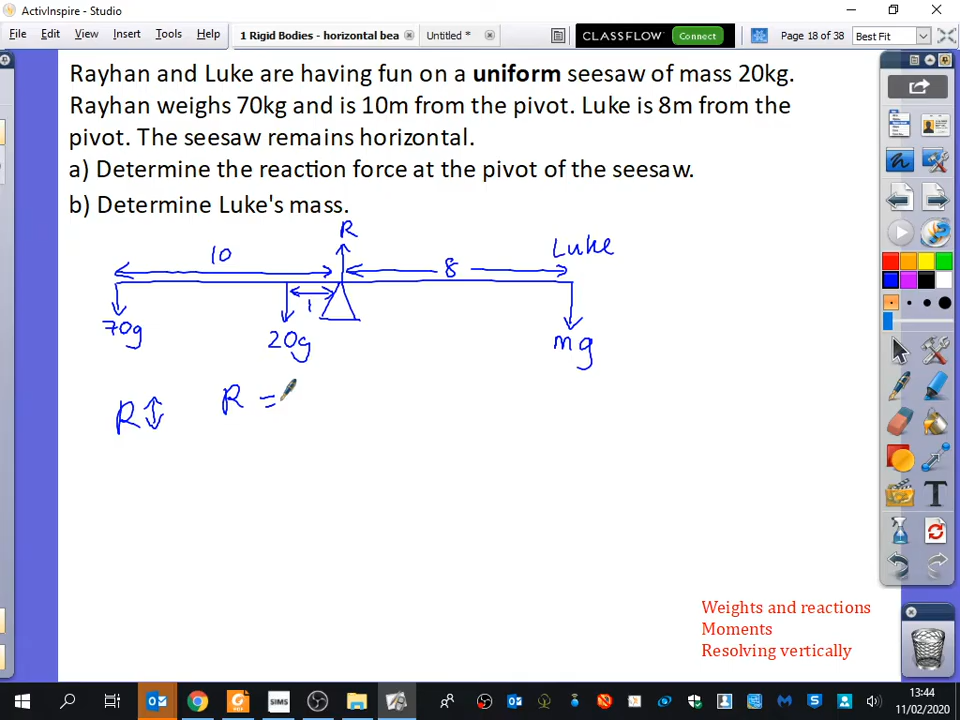 ActivInspire - Studio
File Edit View Insert Tools Help
1 Rigid Bodies - horizontal bea
Untitled *
CLASSFLOW Connect
Page 18 of 38
Best Fit
Rayhan and Luke are having fun on a uniform seesaw of mass 20kg.
Rayhan weighs 70kg and is 10m from the pivot. Luke is 8m from the
pivot. The seesaw remains horizontal.
a) Determine the reaction force at the pivot of the seesaw.
b) Determine Luke's mass.
R
10
8
Luke
1
70g
20g
mg
R↕ R =
Weights and reactions
Moments
Resolving vertically
SIMS
13:44
11/02/2020